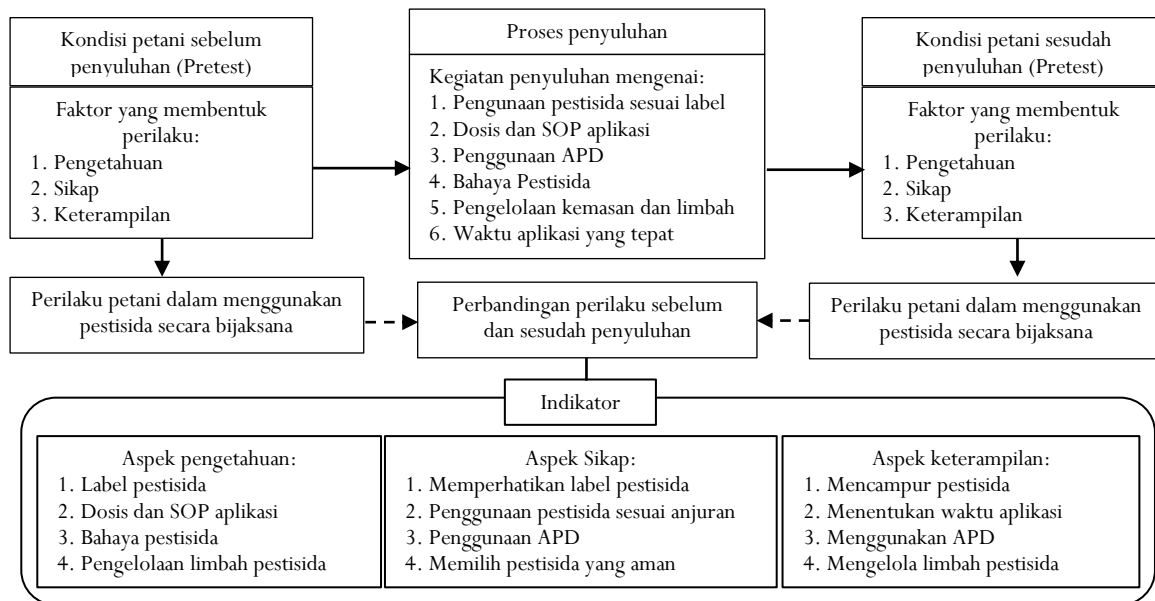 Kondisi petani sebelum
penyuluhan (Pretest)
Faktor yang membentuk
perilaku:
1. Pengetahuan
2. Sikap
3. Keterampilan
Proses penyuluhan
Kegiatan penyuluhan mengenai:
1. Pengunaan pestisida sesuai label
2. Dosis dan SOP aplikasi
3. Penggunaan APD
4. Bahaya Pestisida
5. Pengelolaan kemasan dan limbah
6. Waktu aplikasi yang tepat
Kondisi petani sesudah
penyuluhan (Pretest)
Faktor yang membentuk
perilaku:
1. Pengetahuan
2. Sikap
3. Keterampilan
Perilaku petani dalam menggunakan
pestisida secara bijaksana
Perbandingan perilaku sebelum
dan sesudah penyuluhan
Perilaku petani dalam menggunakan
pestisida secara bijaksana
Indikator
Aspek pengetahuan:
1. Label pestisida
2. Dosis dan SOP aplikasi
3. Bahaya pestisida
4. Pengelolaan limbah pestisida
Aspek Sikap:
1. Memperhatikan label pestisida
2. Penggunaan pestisida sesuai anjuran
3. Penggunaan APD
4. Memilih pestisida yang aman
Aspek keterampilan:
1. Mencampur pestisida
2. Menentukan waktu aplikasi
3. Menggunakan APD
4. Mengelola limbah pestisida